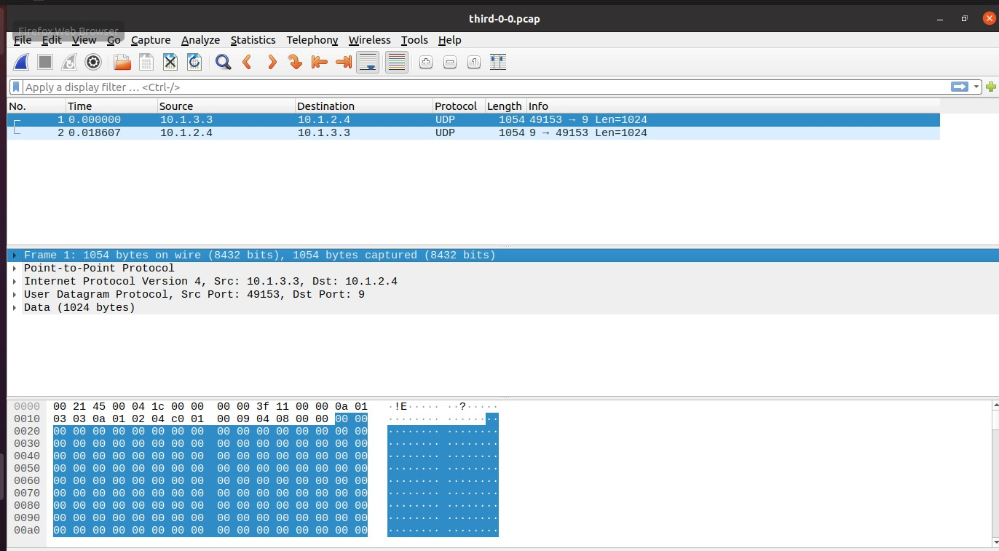 third-0-0.pcap
Firefox Web Browser
File Edit View Go Capture Analyze Statistics Telephony Wireless Tools Help
Apply a display filter … <Ctrl-/>
No. Time Source Destination Protocol Length Info
1 0.000000 10.1.3.3 10.1.2.4 UDP 1054 49153 → 9 Len=1024
2 0.018607 10.1.2.4 10.1.3.3 UDP 1054 9 → 49153 Len=1024
Frame 1: 1054 bytes on wire (8432 bits), 1054 bytes captured (8432 bits)
Point-to-Point Protocol
Internet Protocol Version 4, Src: 10.1.3.3, Dst: 10.1.2.4
User Datagram Protocol, Src Port: 49153, Dst Port: 9
Data (1024 bytes)
0000 00 21 45 00 04 1c 00 00 00 00 3f 11 00 00 0a 01 ·!E····· ··?·····
0010 03 03 0a 01 02 04 c0 01 00 09 04 08 00 00 00 00 ········ ········
0020 00 00 00 00 00 00 00 00 00 00 00 00 00 00 00 00 ········ ········
0030 00 00 00 00 00 00 00 00 00 00 00 00 00 00 00 00 ········ ········
0040 00 00 00 00 00 00 00 00 00 00 00 00 00 00 00 00 ········ ········
0050 00 00 00 00 00 00 00 00 00 00 00 00 00 00 00 00 ········ ········
0060 00 00 00 00 00 00 00 00 00 00 00 00 00 00 00 00 ········ ········
0070 00 00 00 00 00 00 00 00 00 00 00 00 00 00 00 00 ········ ········
0080 00 00 00 00 00 00 00 00 00 00 00 00 00 00 00 00 ········ ········
0090 00 00 00 00 00 00 00 00 00 00 00 00 00 00 00 00 ········ ········
00a0 00 00 00 00 00 00 00 00 00 00 00 00 00 00 00 00 ········ ········